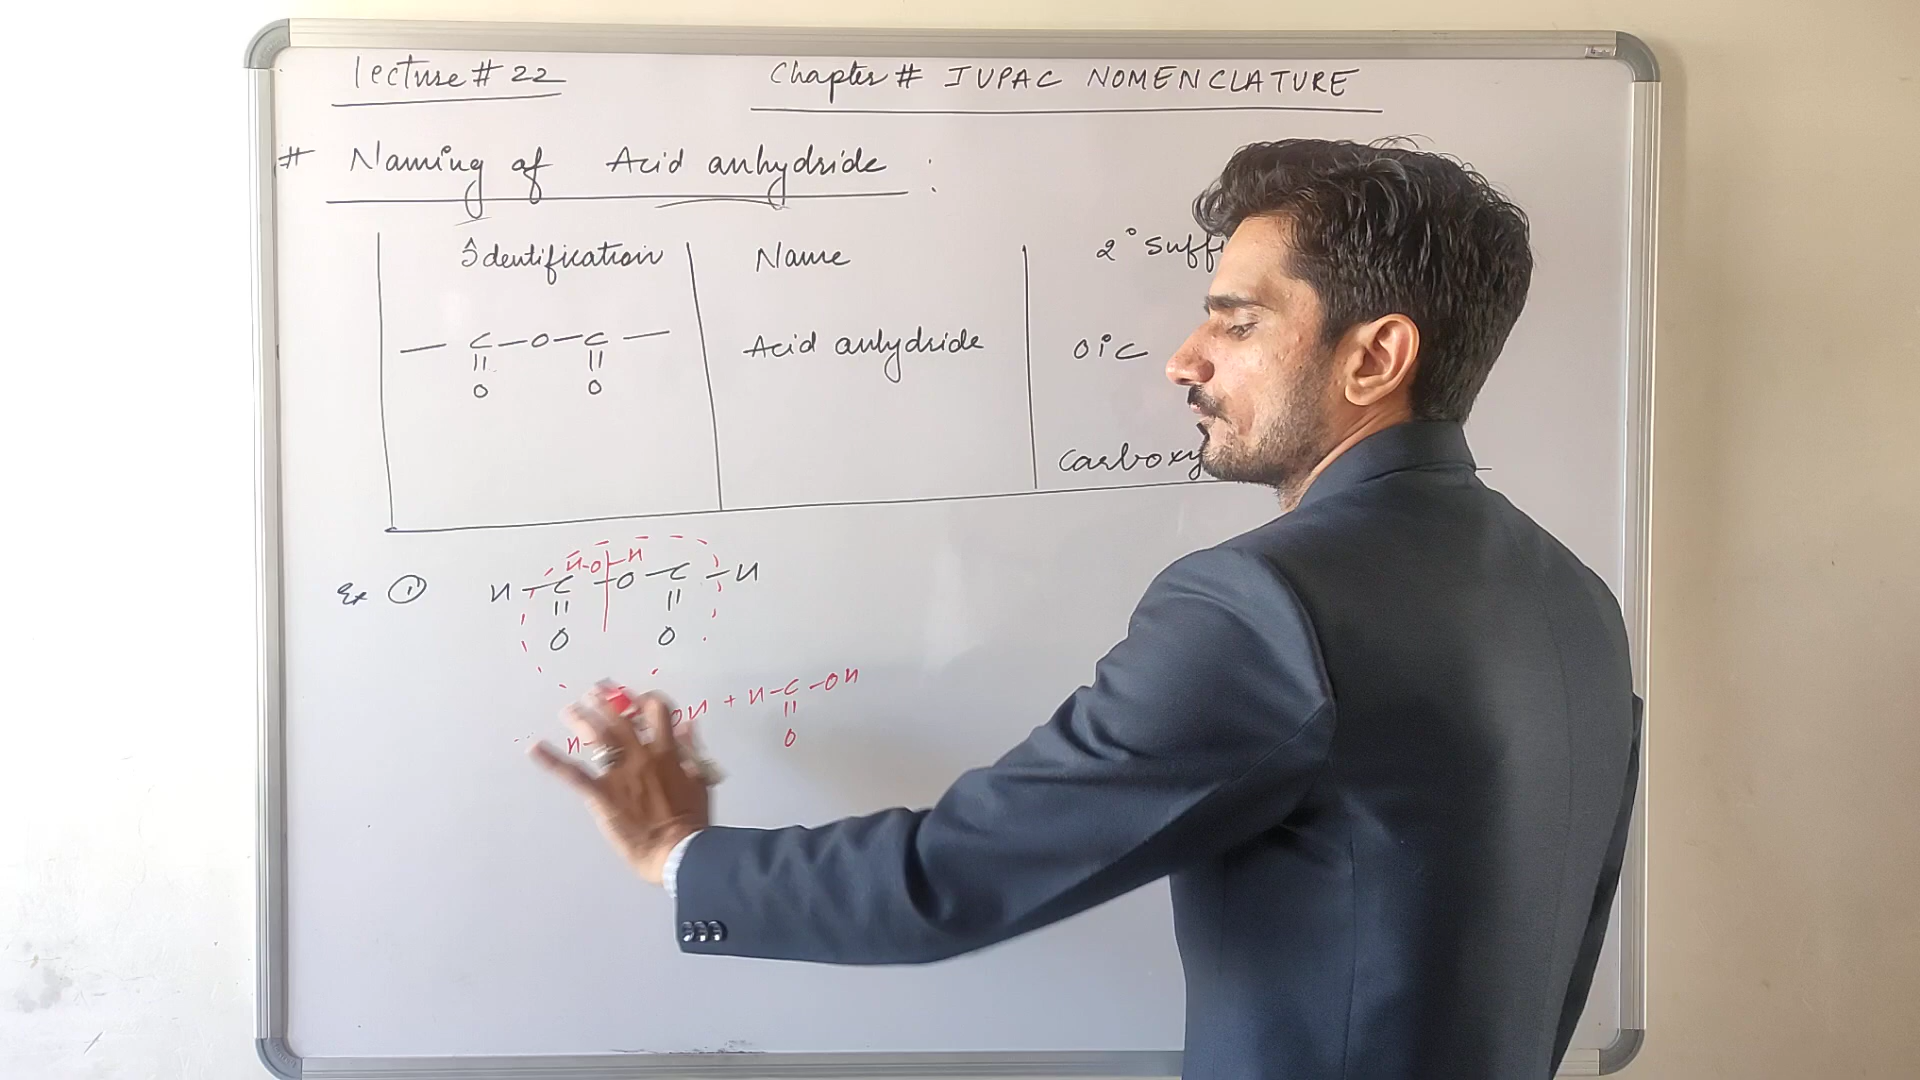 Lecture # 22
Chapter # IUPAC NOMENCLATURE
# Naming of Acid anhydride :
Identification Name 2° Suffi
— C — O — C — Acid anhydride oic
|| ||
O O
Carboxy
Ex ① H — C — O — C — H
H-O-H
|| ||
O O
OH + H-C-OH
H-
||
O